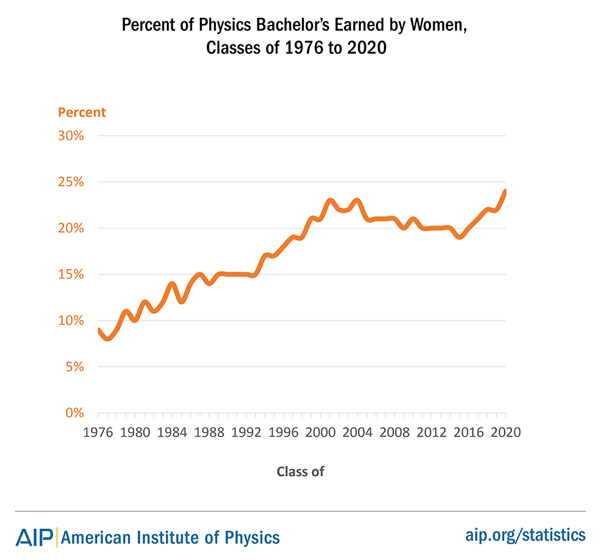 Percent of Physics Bachelor’s Earned by Women,
Classes of 1976 to 2020
Percent
30%
25%
20%
15%
10%
5%
0%
1976 1980 1984 1988 1992 1996 2000 2004 2008 2012 2016 2020
Class of
AIP American Institute of Physics
aip.org/statistics